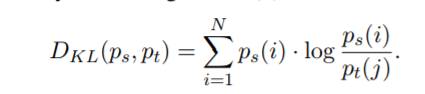 $$D_{KL}(p_s, p_t) = \sum_{i=1}^{N} p_s(i) \cdot \log \frac{p_s(i)}{p_t(j)}.$$